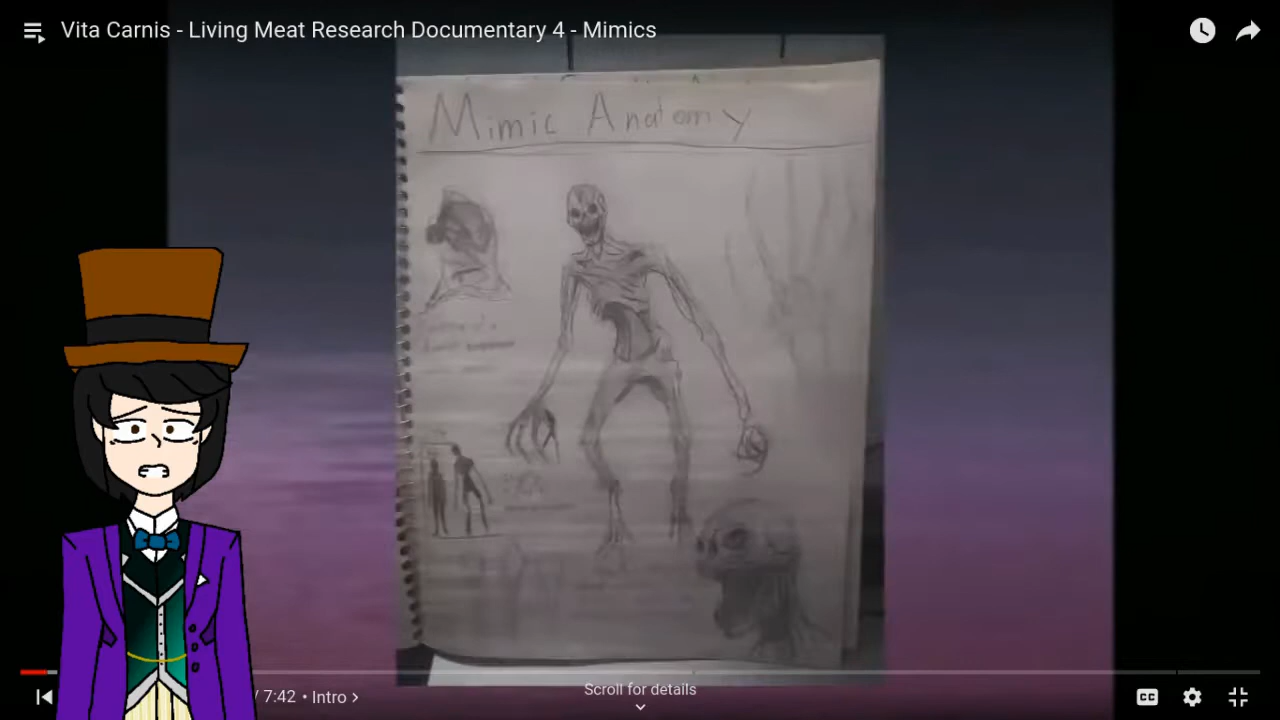 Vita Carnis - Living Meat Research Documentary 4 - Mimics
Mimic Anatomy
/ 7:42 • Intro >
Scroll for details
CC